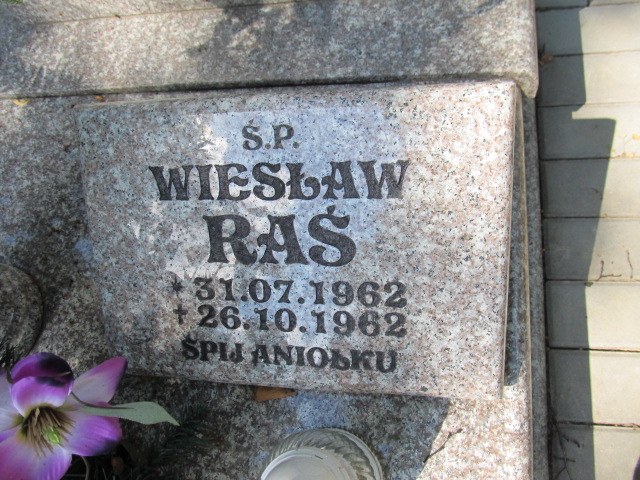 Ś.P.
WIESŁAW
RAŚ
* 31.07.1962
† 26.10.1962
ŚPIJ ANIOŁKU